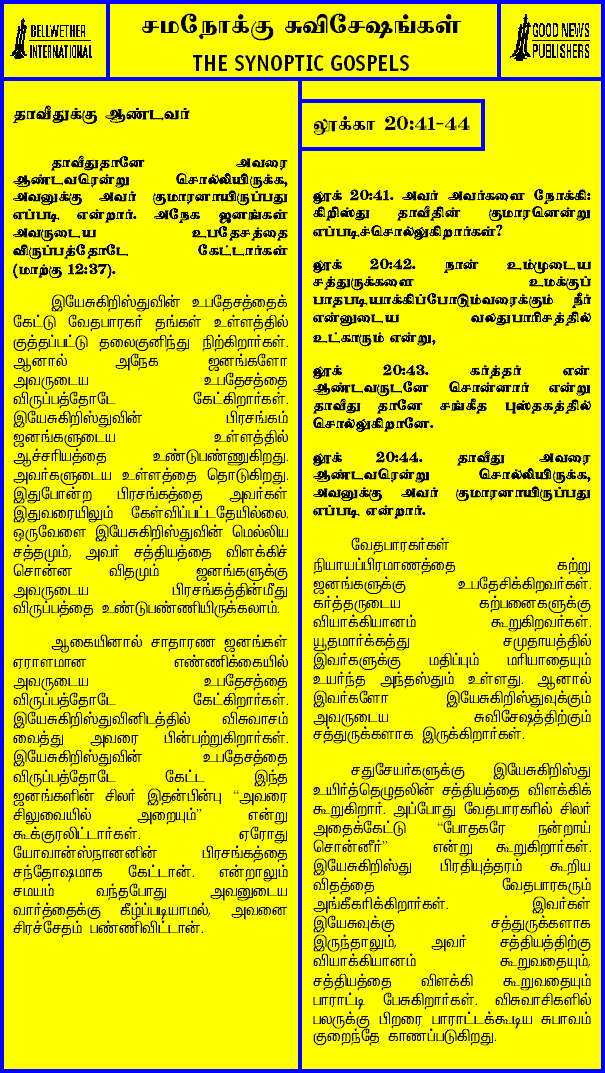 BELLWETHER
INTERNATIONAL
சமநோக்கு சுவிசேஷங்கள்
THE SYNOPTIC GOSPELS
GOOD NEWS
PUBLISHERS
தாவீதுக்கு ஆண்டவர்
தாவீதுதானே அவரை
ஆண்டவரென்று சொல்லியிருக்க,
அவனுக்கு அவர் குமாரனாயிருப்பது
எப்படி என்றார். அநேக ஜனங்கள்
அவருடைய உபதேசத்தை
விருப்பத்தோடே கேட்டார்கள்
(மாற்கு 12:37).
இயேசுகிறிஸ்துவின் உபதேசத்தைக்
கேட்டு வேதபாரகர் தங்கள் உள்ளத்தில்
குத்தப்பட்டு தலைகுனிந்து நிற்கிறார்கள்.
ஆனால் அநேக ஜனங்களோ
அவருடைய உபதேசத்தை
விருப்பத்தோடே கேட்கிறார்கள்.
இயேசுகிறிஸ்துவின் பிரசங்கம்
ஜனங்களுடைய உள்ளத்தில்
ஆச்சரியத்தை உண்டுபண்ணுகிறது.
அவர்களுடைய உள்ளத்தை தொடுகிறது.
இதுபோன்ற பிரசங்கத்தை அவர்கள்
இதுவரையிலும் கேள்விப்பட்டதேயில்லை.
ஒருவேளை இயேசுகிறிஸ்துவின் மெல்லிய
சத்தமும், அவர் சத்தியத்தை விளக்கிச்
சொன்ன விதமும் ஜனங்களுக்கு
அவருடைய பிரசங்கத்தின்மீது
விருப்பத்தை உண்டுபண்ணியிருக்கலாம்.
ஆகையினால் சாதாரண ஜனங்கள்
ஏராளமான எண்ணிக்கையில்
அவருடைய உபதேசத்தை
விருப்பத்தோடே கேட்கிறார்கள்.
இயேசுகிறிஸ்துவினிடத்தில் விசுவாசம்
வைத்து அவரை பின்பற்றுகிறார்கள்.
இயேசுகிறிஸ்துவின் உபதேசத்தை
விருப்பத்தோடே கேட்ட இந்த
ஜனங்களின் சிலர் இதன்பின்பு “அவரை
சிலுவையில் அறையும்” என்று
கூக்குரலிட்டார்கள். ஏரோது
யோவான்ஸ்நானனின் பிரசங்கத்தை
சந்தோஷமாக கேட்டான். என்றாலும்
சமயம் வந்தபோது அவனுடைய
வார்த்தைக்கு கீழ்ப்படியாமல், அவனை
சிரச்சேதம் பண்ணிவிட்டான்.
லூக்கா 20:41-44
லூக் 20:41. அவர் அவர்களை நோக்கி:
கிறிஸ்து தாவீதின் குமாரனென்று
எப்படிச்சொல்லுகிறார்கள்?
லூக் 20:42. நான் உம்முடைய
சத்துருக்களை உமக்குப்
பாதபடியாக்கிப்போடும்வரைக்கும் நீர்
என்னுடைய வலதுபாரிசத்தில்
உட்காரும் என்று,
லூக் 20:43. கர்த்தர் என்
ஆண்டவருடனே சொன்னார் என்று
தாவீது தானே சங்கீத புஸ்தகத்தில்
சொல்லுகிறானே.
லூக் 20:44. தாவீது அவரை
ஆண்டவரென்று சொல்லியிருக்க,
அவனுக்கு அவர் குமாரனாயிருப்பது
எப்படி என்றார்.
வேதபாரகர்கள்
நியாயப்பிரமாணத்தை கற்று
ஜனங்களுக்கு உபதேசிக்கிறவர்கள்.
கர்த்தருடைய கற்பனைகளுக்கு
வியாக்கியானம் கூறுகிறவர்கள்.
யூதமார்க்கத்து சமுதாயத்தில்
இவர்களுக்கு மதிப்பும் மரியாதையும்
உயர்ந்த அந்தஸ்தும் உள்ளது. ஆனால்
இவர்களோ இயேசுகிறிஸ்துவுக்கும்
அவருடைய சுவிசேஷத்திற்கும்
சத்துருக்களாக இருக்கிறார்கள்.
சதுசேயர்களுக்கு இயேசுகிறிஸ்து
உயிர்த்தெழுதலின் சத்தியத்தை விளக்கிக்
கூறுகிறார். அப்போது வேதபாரகரில் சிலர்
அதைக்கேட்டு “போதகரே நன்றாய்
சொன்னீர்” என்று கூறுகிறார்கள்.
இயேசுகிறிஸ்து பிரதியுத்தரம் கூறிய
விதத்தை வேதபாரகரும்
அங்கீகரிக்கிறார்கள். இவர்கள்
இயேசுவுக்கு சத்துருக்களாக
இருந்தாலும், அவர் சத்தியத்திற்கு
வியாக்கியானம் கூறுவதையும்,
சத்தியத்தை விளக்கி கூறுவதையும்
பாராட்டி பேசுகிறார்கள். விசுவாசிகளில்
பலருக்கு பிறரை பாராட்டக்கூடிய சுபாவம்
குறைந்தே காணப்படுகிறது.